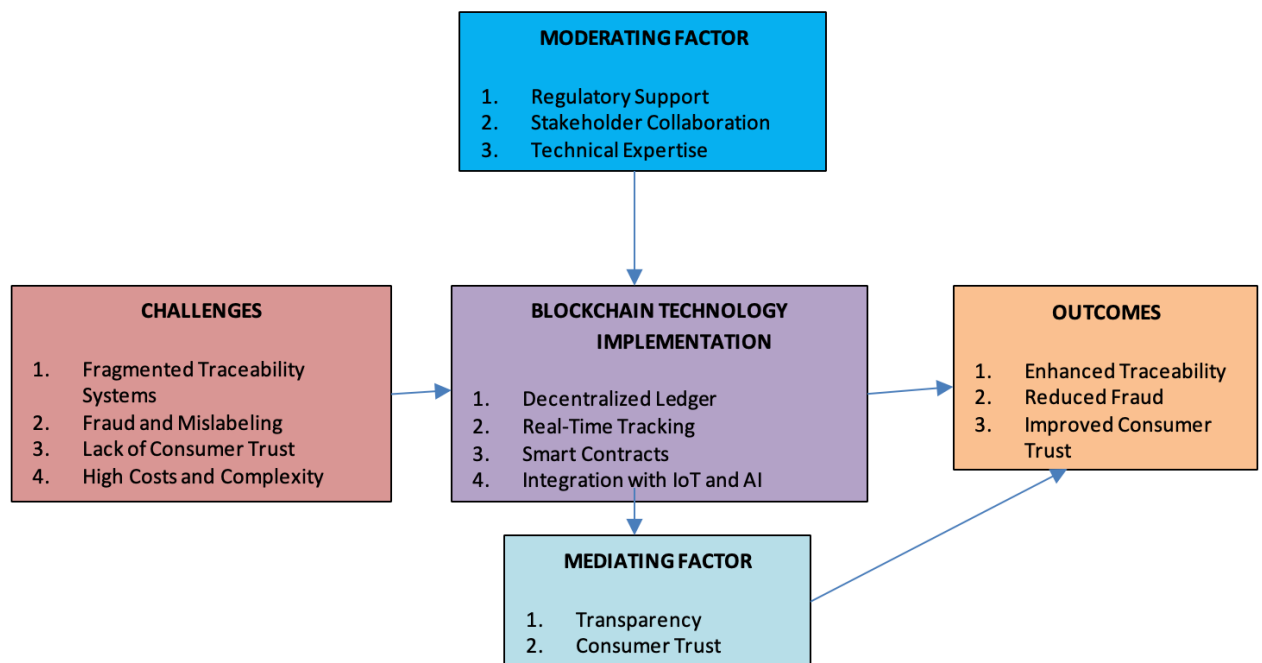 MODERATING FACTOR
1. Regulatory Support
2. Stakeholder Collaboration
3. Technical Expertise
CHALLENGES
1. Fragmented Traceability
Systems
2. Fraud and Mislabeling
3. Lack of Consumer Trust
4. High Costs and Complexity
BLOCKCHAIN TECHNOLOGY
IMPLEMENTATION
1. Decentralized Ledger
2. Real-Time Tracking
3. Smart Contracts
4. Integration with IoT and AI
OUTCOMES
1. Enhanced Traceability
2. Reduced Fraud
3. Improved Consumer
Trust
MEDIATING FACTOR
1. Transparency
2. Consumer Trust